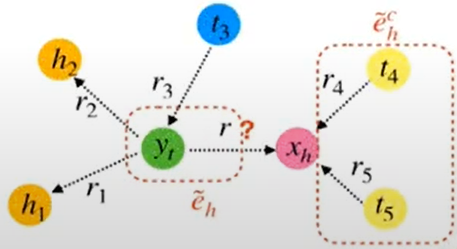 t₃
ẽₕᶜ
h₂
r₃
r₄
t₄
r₂
yₜ
r ?
xₕ
r₁
ẽₕ
r₅
h₁
t₅